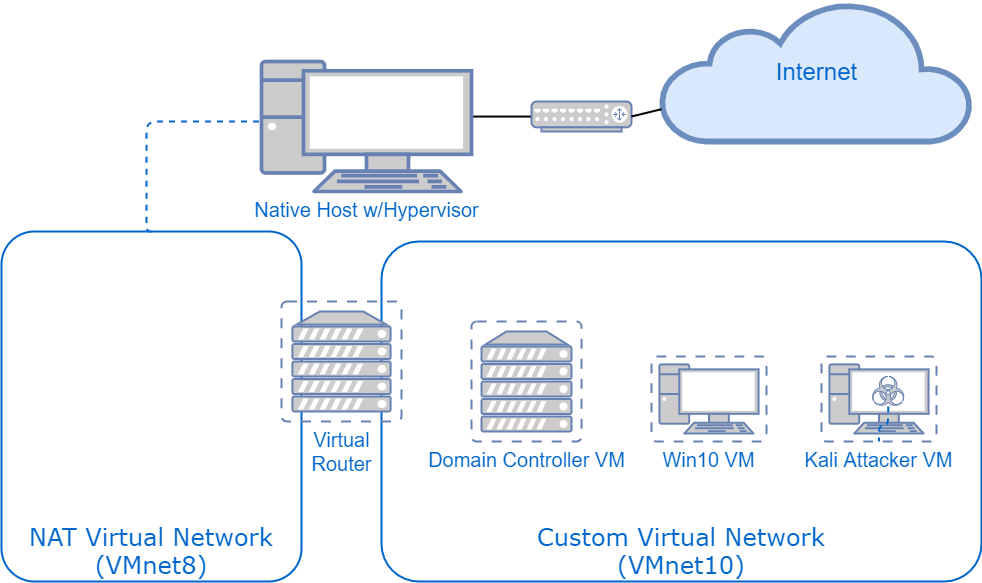 Internet
Native Host w/Hypervisor
Virtual
Router
Domain Controller VM
Win10 VM
Kali Attacker VM
NAT Virtual Network
(VMnet8)
Custom Virtual Network
(VMnet10)